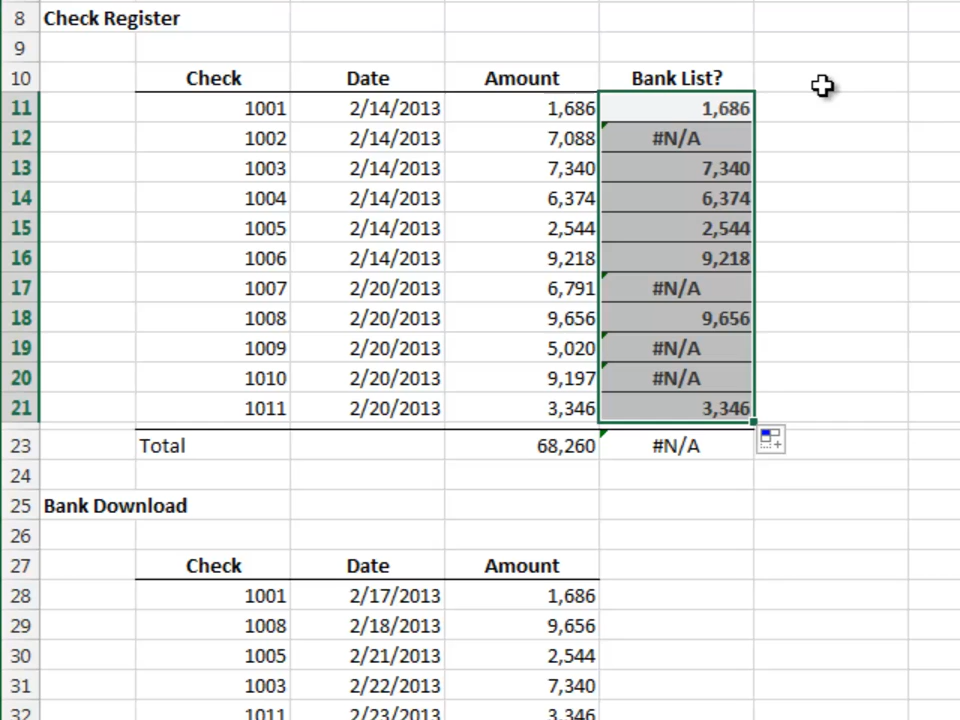 8 Check Register
9
10 Check Date Amount Bank List?
11 1001 2/14/2013 1,686 1,686
12 1002 2/14/2013 7,088 #N/A
13 1003 2/14/2013 7,340 7,340
14 1004 2/14/2013 6,374 6,374
15 1005 2/14/2013 2,544 2,544
16 1006 2/14/2013 9,218 9,218
17 1007 2/20/2013 6,791 #N/A
18 1008 2/20/2013 9,656 9,656
19 1009 2/20/2013 5,020 #N/A
20 1010 2/20/2013 9,197 #N/A
21 1011 2/20/2013 3,346 3,346
23 Total 68,260 #N/A
24
25 Bank Download
26
27 Check Date Amount
28 1001 2/17/2013 1,686
29 1008 2/18/2013 9,656
30 1005 2/21/2013 2,544
31 1003 2/22/2013 7,340
32 1011 2/23/2013 3,346